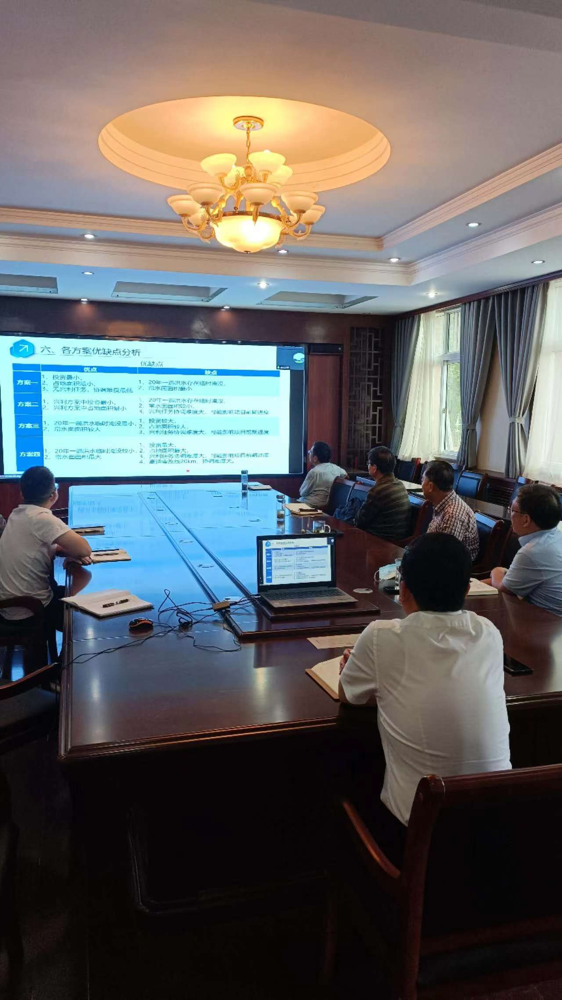 六、各方案优缺点分析
优缺点
优点
缺点
方案一
1、投资最小,
2、占地面积最小,
3、无兴利任务，协调难度最低
1、20年一遇洪水存在临时淹没,
2、常水面面积最小
方案二
1、兴利方案中投资最小,
2、兴利方案中占地面积最小
1、20年一遇洪水存在临时淹没,
2、常水面面积较小,
3、兴利任务协调难度大，可能影响项目前期进度
方案三
1、20年一遇洪水临时淹没最小,
2、常水面面积较大
1、投资较大,
2、占地面积较大,
3、兴利任务协调难度大，可能影响项目前期进度
方案四
1、20年一遇洪水临时淹没较小,
2、常水面面积最大
1、投资最大,
2、占地面积最大,
3、兴利任务协调难度大，可能影响项目前期进度,
4、高速需改线20km，协调难度大。